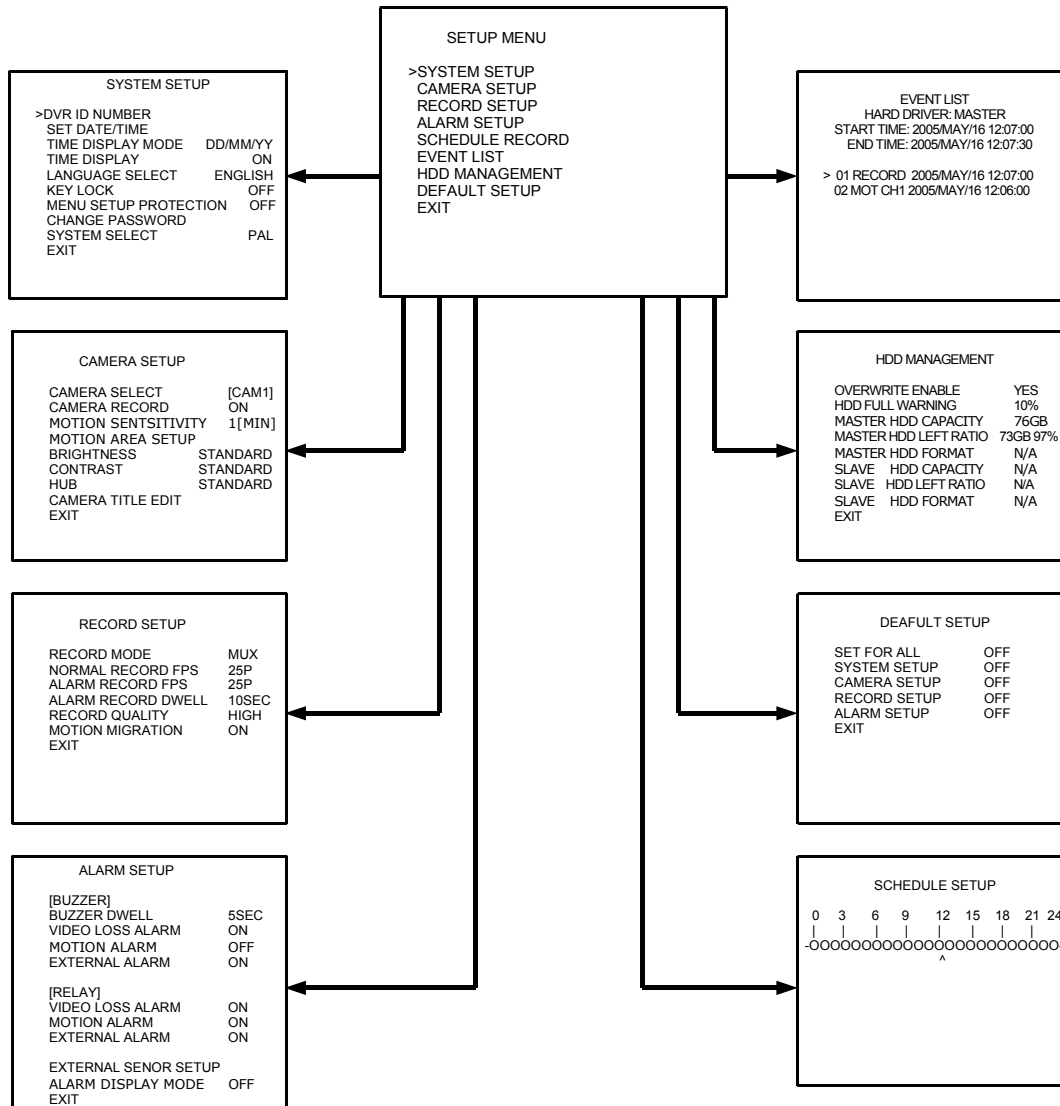 SETUP MENU
>SYSTEM SETUP
CAMERA SETUP
RECORD SETUP
ALARM SETUP
SCHEDULE RECORD
EVENT LIST
HDD MANAGEMENT
DEFAULT SETUP
EXIT
SYSTEM SETUP
>DVR ID NUMBER
SET DATE/TIME
TIME DISPLAY MODE DD/MM/YY
TIME DISPLAY ON
LANGUAGE SELECT ENGLISH
KEY LOCK OFF
MENU SETUP PROTECTION OFF
CHANGE PASSWORD
SYSTEM SELECT PAL
EXIT
CAMERA SETUP
CAMERA SELECT [CAM1]
CAMERA RECORD ON
MOTION SENTSITIVITY 1[MIN]
MOTION AREA SETUP
BRIGHTNESS STANDARD
CONTRAST STANDARD
HUB STANDARD
CAMERA TITLE EDIT
EXIT
RECORD SETUP
RECORD MODE MUX
NORMAL RECORD FPS 25P
ALARM RECORD FPS 25P
ALARM RECORD DWELL 10SEC
RECORD QUALITY HIGH
MOTION MIGRATION ON
EXIT
ALARM SETUP
[BUZZER]
BUZZER DWELL 5SEC
VIDEO LOSS ALARM ON
MOTION ALARM OFF
EXTERNAL ALARM ON
[RELAY]
VIDEO LOSS ALARM ON
MOTION ALARM ON
EXTERNAL ALARM ON
EXTERNAL SENOR SETUP
ALARM DISPLAY MODE OFF
EXIT
EVENT LIST
HARD DRIVER: MASTER
START TIME: 2005/MAY/16 12:07:00
END TIME: 2005/MAY/16 12:07:30
> 01 RECORD 2005/MAY/16 12:07:00
02 MOT CH1 2005/MAY/16 12:06:00
HDD MANAGEMENT
OVERWRITE ENABLE YES
HDD FULL WARNING 10%
MASTER HDD CAPACITY 76GB
MASTER HDD LEFT RATIO 73GB 97%
MASTER HDD FORMAT N/A
SLAVE HDD CAPACITY N/A
SLAVE HDD LEFT RATIO N/A
SLAVE HDD FORMAT N/A
EXIT
DEAFULT SETUP
SET FOR ALL OFF
SYSTEM SETUP OFF
CAMERA SETUP OFF
RECORD SETUP OFF
ALARM SETUP OFF
EXIT
SCHEDULE SETUP
0 3 6 9 12 15 18 21 24
| | | | | | | | |
-OOOOOOOOOOOOOOOOOOOOOOOO-
^